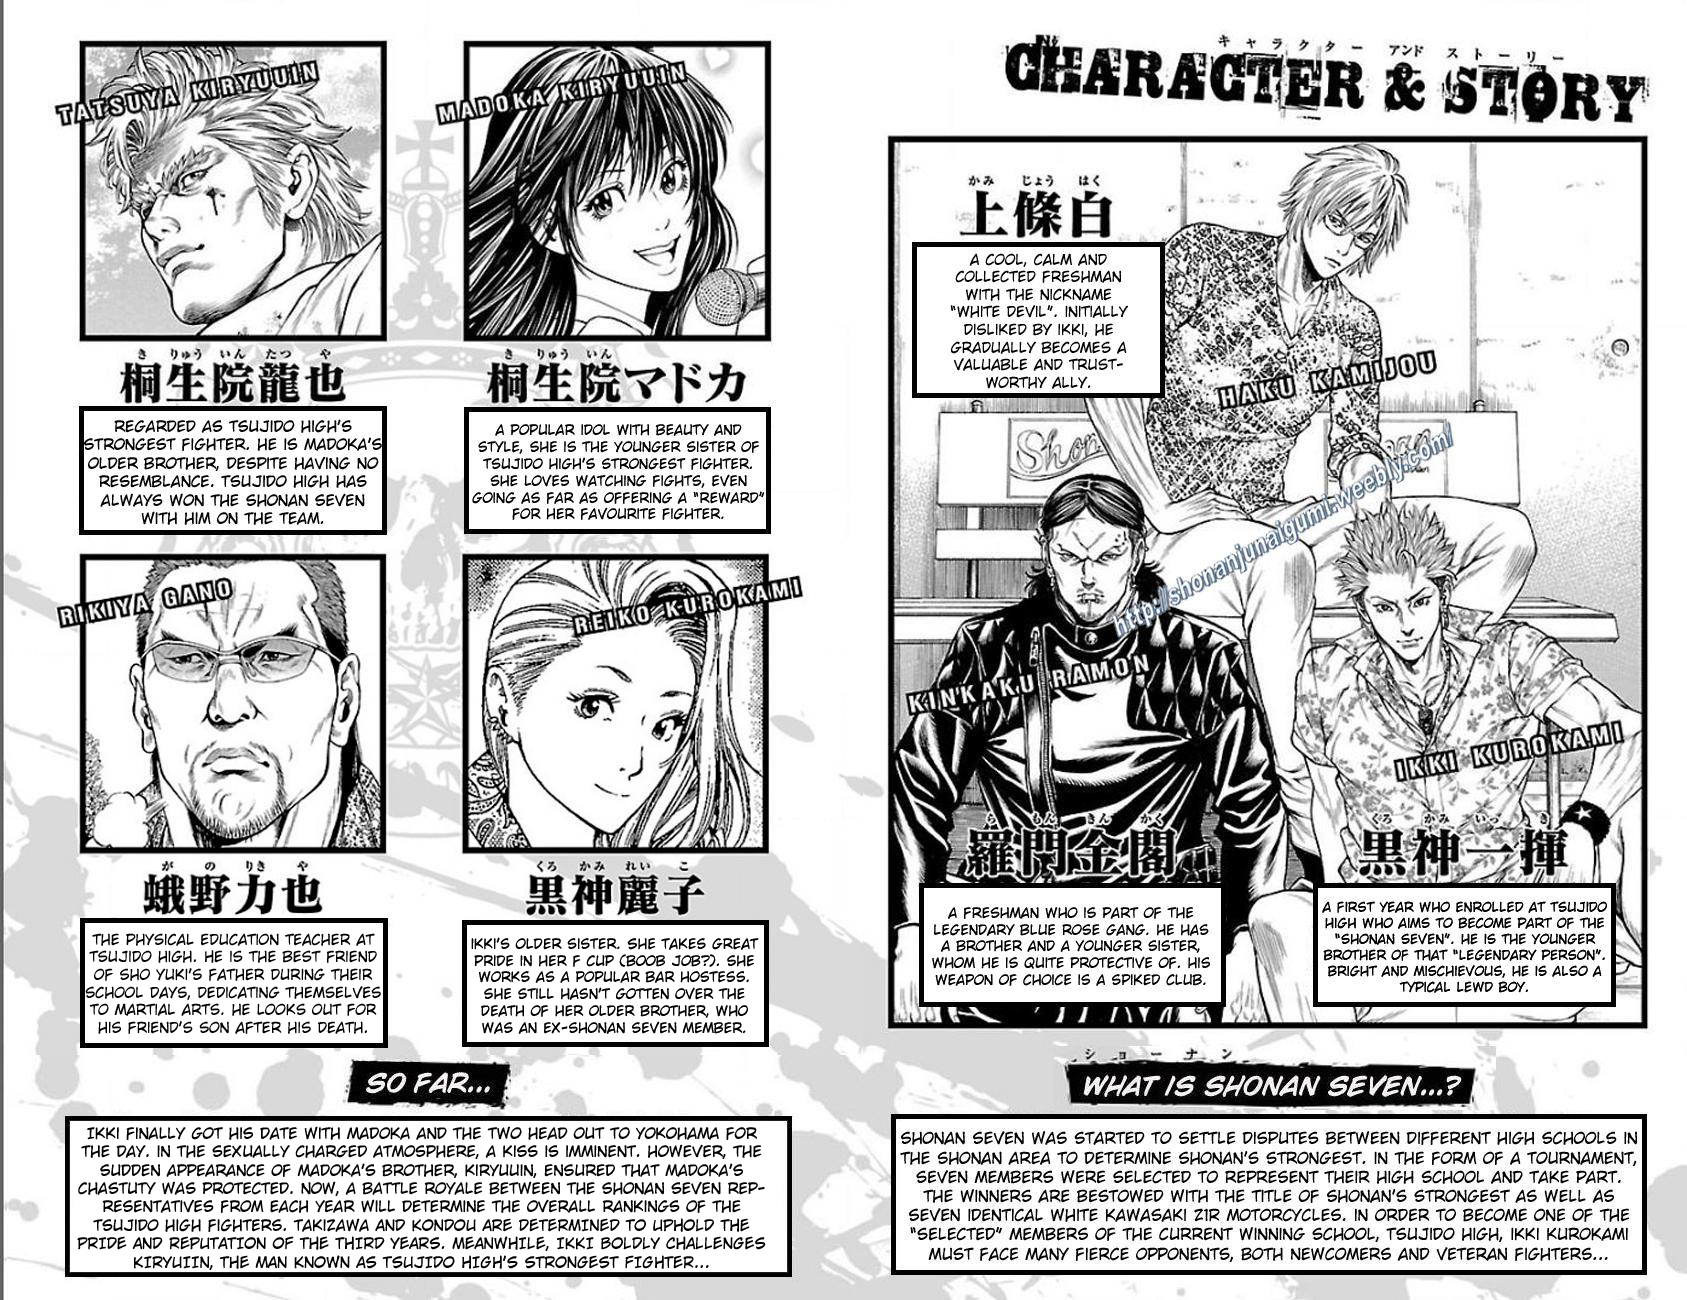 キャラクター アンド ストーリー
CHARACTER & STORY
かみ じょう はく
上條白
A COOL, CALM AND
COLLECTED FRESHMAN
WITH THE NICKNAME
"WHITE DEVIL". INITIALLY
DISLIKED BY IKKI, HE
GRADUALLY BECOMES A
VALUABLE AND TRUST-
WORTHY ALLY.
HAKU KAMIJOU
Shonan
http://shonanjunaigumi.weebly.com/
KIN'KAKU RAMON
IKKI KUROKAMI
ら もん きん かく
羅門金閣
A FRESHMAN WHO IS PART OF THE
LEGENDARY BLUE ROSE GANG. HE HAS
A BROTHER AND A YOUNGER SISTER,
WHOM HE IS QUITE PROTECTIVE OF. HIS
WEAPON OF CHOICE IS A SPIKED CLUB.
くろ かみ いっ き
黒神一揮
A FIRST YEAR WHO ENROLLED AT TSUJIDO
HIGH WHO AIMS TO BECOME PART OF THE
"SHONAN SEVEN". HE IS THE YOUNGER
BROTHER OF THAT "LEGENDARY PERSON".
BRIGHT AND MISCHIEVOUS, HE IS ALSO A
TYPICAL LEWD BOY.
ショーナン
WHAT IS SHONAN SEVEN...?
SHONAN SEVEN WAS STARTED TO SETTLE DISPUTES BETWEEN DIFFERENT HIGH SCHOOLS IN
THE SHONAN AREA TO DETERMINE SHONAN'S STRONGEST. IN THE FORM OF A TOURNAMENT,
SEVEN MEMBERS WERE SELECTED TO REPRESENT THEIR HIGH SCHOOL AND TAKE PART.
THE WINNERS ARE BESTOWED WITH THE TITLE OF SHONAN'S STRONGEST AS WELL AS
SEVEN IDENTICAL WHITE KAWASAKI Z1R MOTORCYCLES. IN ORDER TO BECOME ONE OF THE
"SELECTED" MEMBERS OF THE CURRENT WINNING SCHOOL, TSUJIDO HIGH, IKKI KUROKAMI
MUST FACE MANY FIERCE OPPONENTS, BOTH NEWCOMERS AND VETERAN FIGHTERS...
TATSUYA KIRYUUIN
き りゅう いん たつ や
桐生院龍也
REGARDED AS TSUJIDO HIGH'S
STRONGEST FIGHTER. HE IS MADOKA'S
OLDER BROTHER, DESPITE HAVING NO
RESEMBLANCE. TSUJIDO HIGH HAS
ALWAYS WON THE SHONAN SEVEN
WITH HIM ON THE TEAM.
MADOKA KIRYUUIN
き りゅう いん
桐生院マドカ
A POPULAR IDOL WITH BEAUTY AND
STYLE, SHE IS THE YOUNGER SISTER OF
TSUJIDO HIGH'S STRONGEST FIGHTER.
SHE LOVES WATCHING FIGHTS, EVEN
GOING AS FAR AS OFFERING A "REWARD"
FOR HER FAVOURITE FIGHTER.
RIKIYA GANO
が の りき や
蛾野力也
THE PHYSICAL EDUCATION TEACHER AT
TSUJIDO HIGH. HE IS THE BEST FRIEND
OF SHO YUKI'S FATHER DURING THEIR
SCHOOL DAYS, DEDICATING THEMSELVES
TO MARTIAL ARTS. HE LOOKS OUT FOR
HIS FRIEND'S SON AFTER HIS DEATH.
REIKO KUROKAMI
くろ かみ れい こ
黒神麗子
IKKI'S OLDER SISTER. SHE TAKES GREAT
PRIDE IN HER F CUP (BOOB JOB?). SHE
WORKS AS A POPULAR BAR HOSTESS.
SHE STILL HASN'T GOTTEN OVER THE
DEATH OF HER OLDER BROTHER, WHO
WAS AN EX-SHONAN SEVEN MEMBER.
SO FAR...
IKKI FINALLY GOT HIS DATE WITH MADOKA AND THE TWO HEAD OUT TO YOKOHAMA FOR
THE DAY. IN THE SEXUALLY CHARGED ATMOSPHERE, A KISS IS IMMINENT. HOWEVER, THE
SUDDEN APPEARANCE OF MADOKA'S BROTHER, KIRYUUIN, ENSURED THAT MADOKA'S
CHASTUTY WAS PROTECTED. NOW, A BATTLE ROYALE BETWEEN THE SHONAN SEVEN REP-
RESENTATIVES FROM EACH YEAR WILL DETERMINE THE OVERALL RANKINGS OF THE
TSUJIDO HIGH FIGHTERS. TAKIZAWA AND KONDOU ARE DETERMINED TO UPHOLD THE
PRIDE AND REPUTATION OF THE THIRD YEARS. MEANWHILE, IKKI BOLDLY CHALLENGES
KIRYUIIN, THE MAN KNOWN AS TSUJIDO HIGH'S STRONGEST FIGHTER...